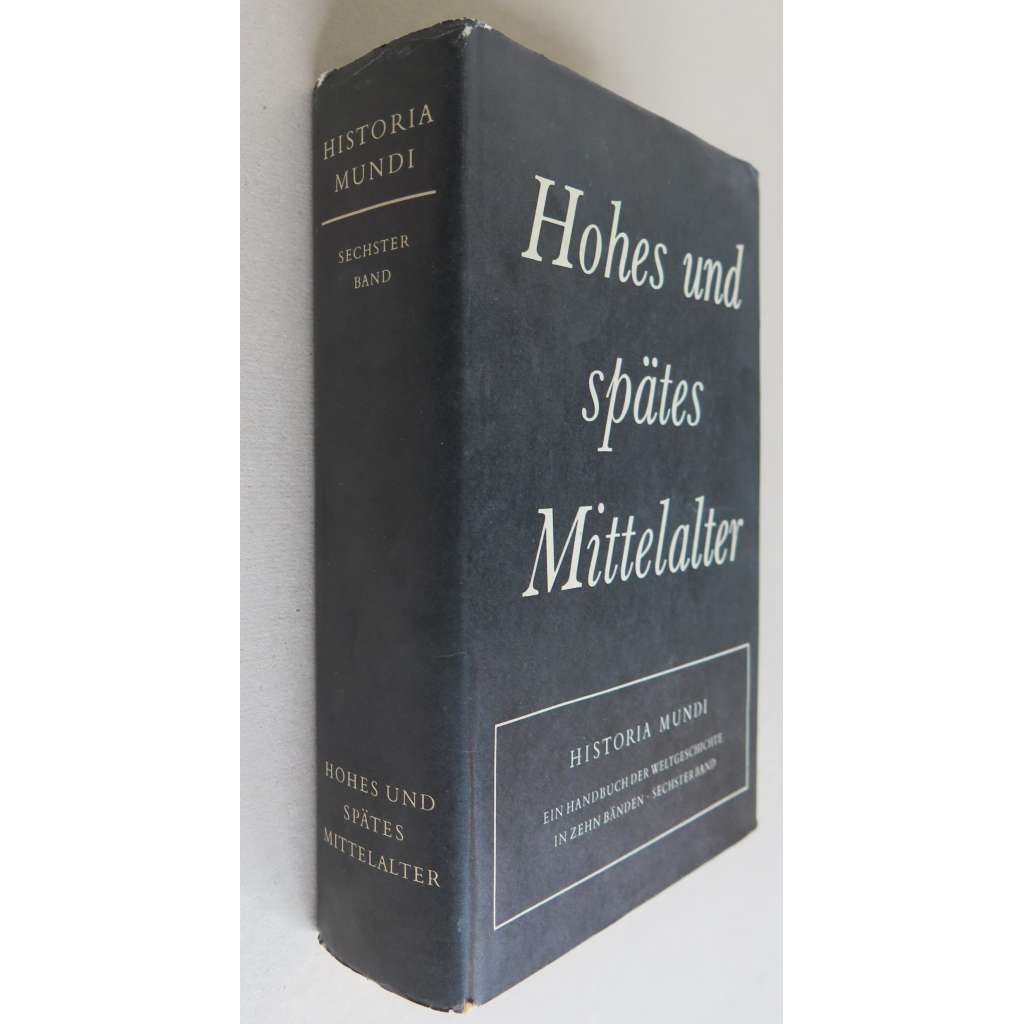 HISTORIA
MUNDI
SECHSTER
BAND
HOHES UND
SPÄTES
MITTELALTER
Hohes und
spätes
Mittelalter
HISTORIA MUNDI
EIN HANDBUCH DER WELTGESCHICHTE
IN ZEHN BÄNDEN · SECHSTER BAND